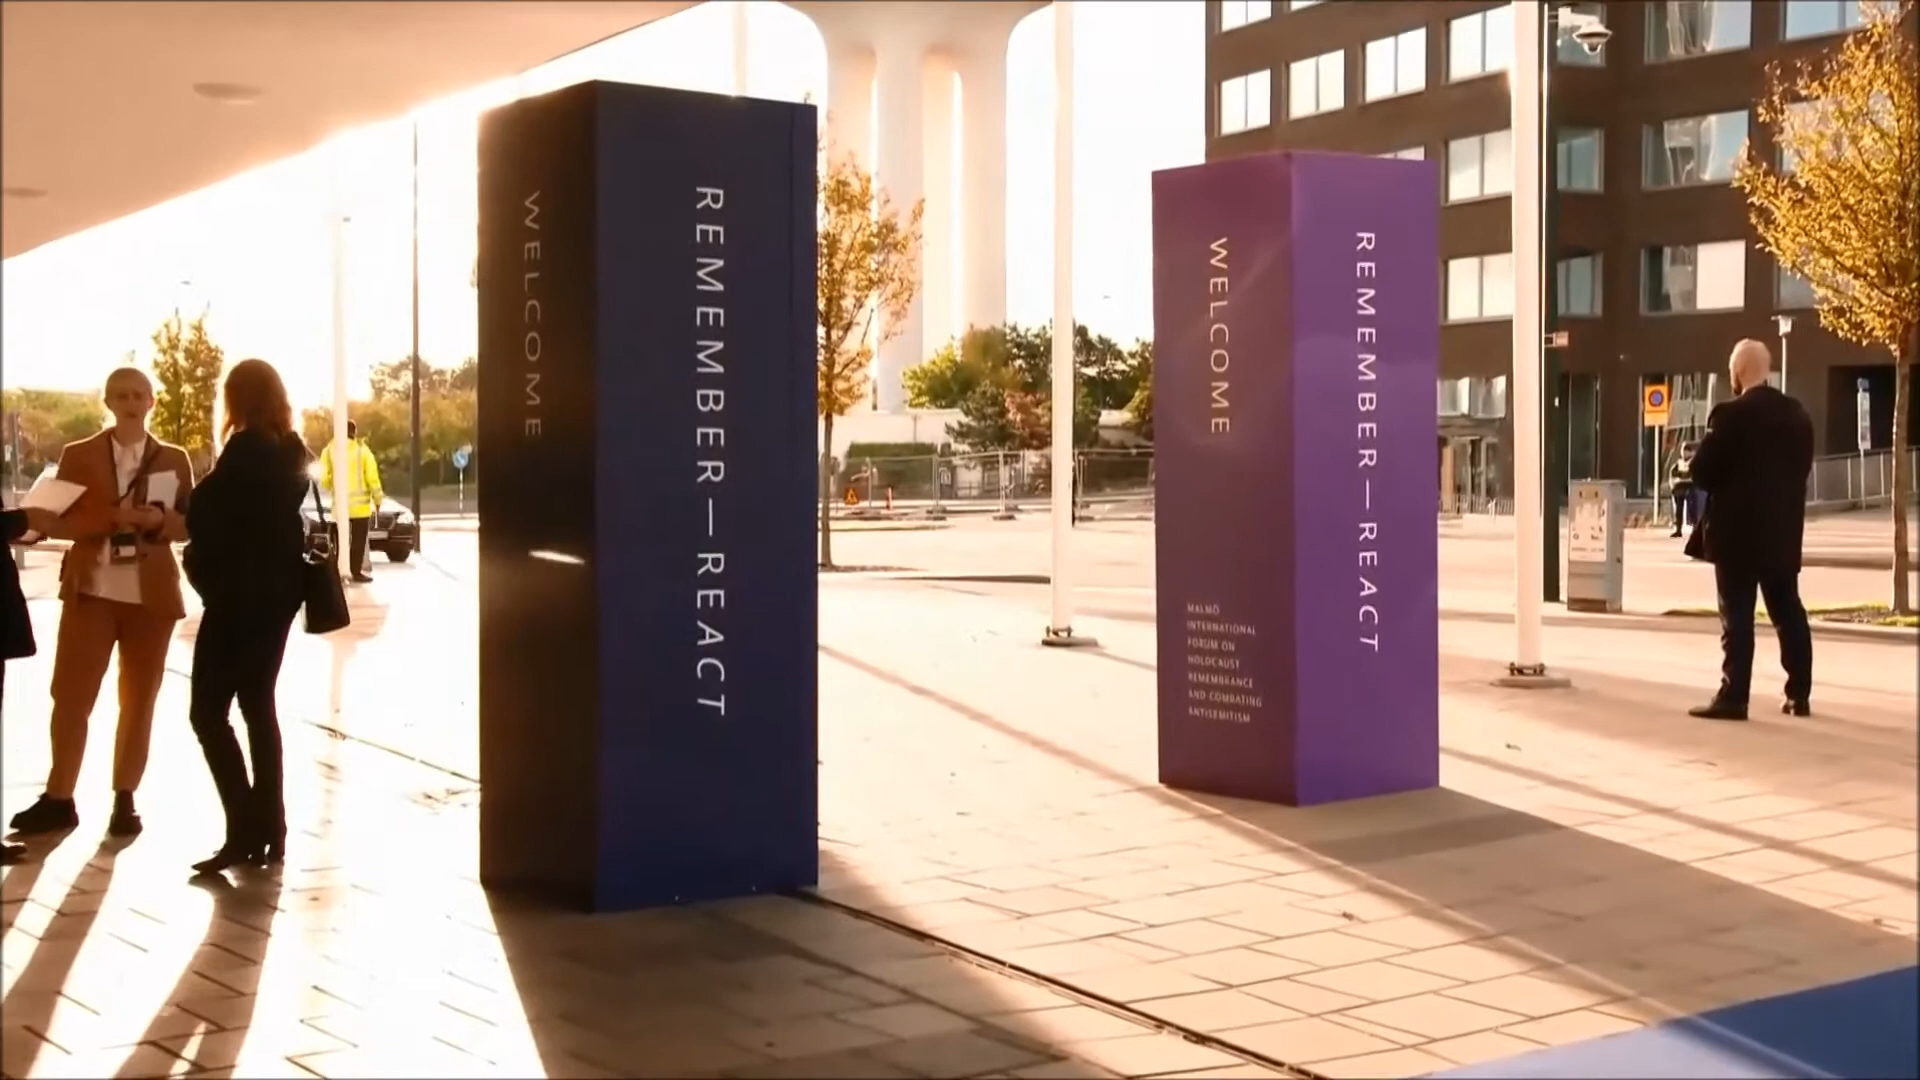 WELCOME
REMEMBER—REACT
WELCOME
REMEMBER—REACT
MALMÖ
INTERNATIONAL
FORUM ON
HOLOCAUST
REMEMBRANCE
AND COMBATING
ANTISEMITISM